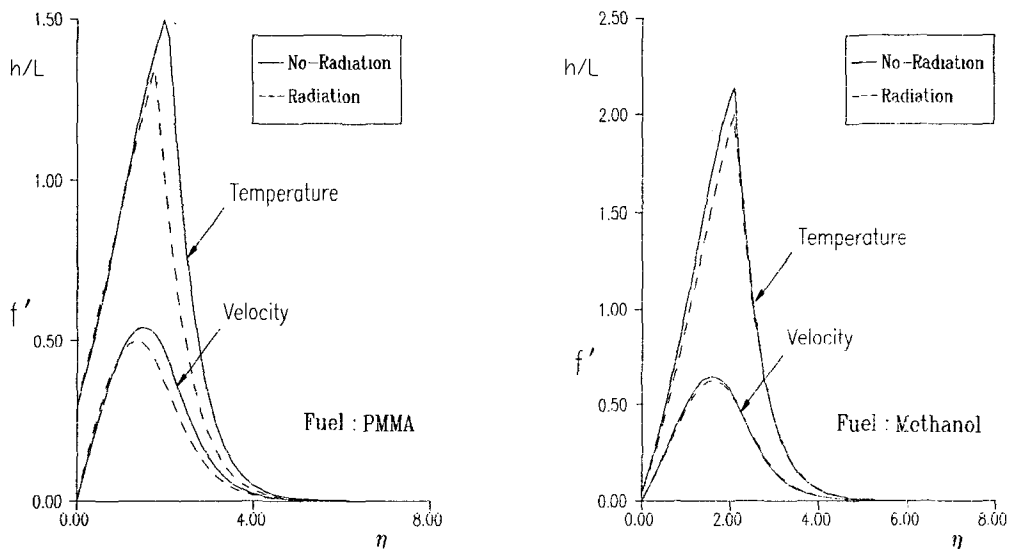 1.50
h/L
1.00
f'
0.50
0.00
0.00
4.00
8.00
η
No-Radiation
Radiation
Temperature
Velocity
Fuel : PMMA
2.50
h/L
2.00
1.50
1.00
f'
0.50
0.00
0.00
2.00
4.00
6.00
8.00
η
No-Radiation
Radiation
Temperature
Velocity
Fuel : Methanol